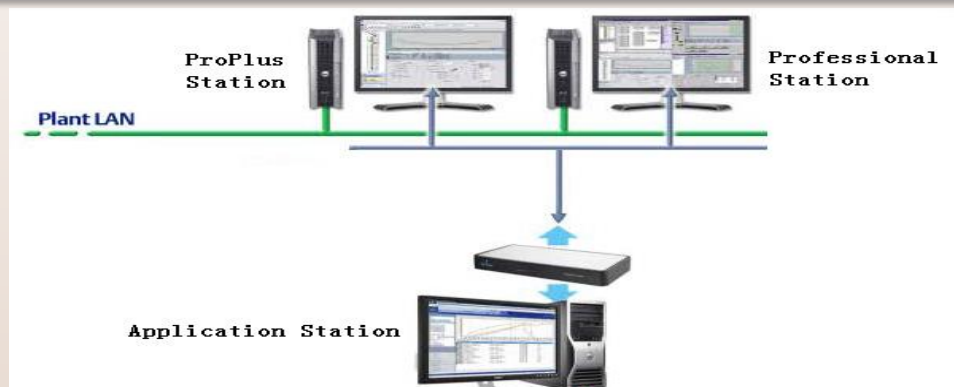 ProPlus
Station
Professional
Station
Plant LAN
Application Station